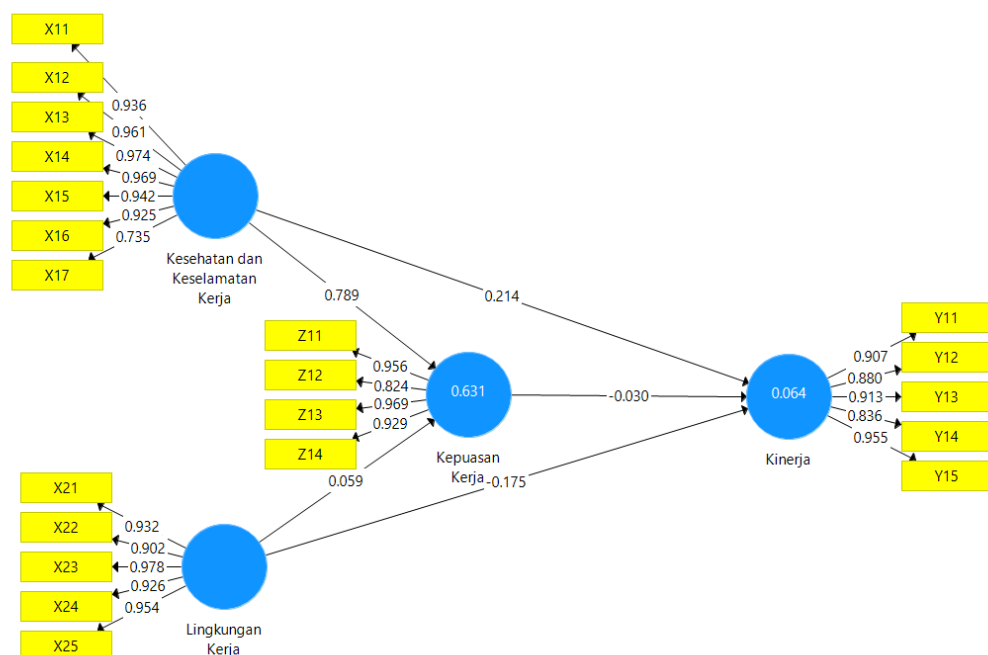 X11
X12
X13
X14
X15
X16
X17
0.936
0.961
0.974
0.969
0.942
0.925
0.735
Kesehatan dan
Keselamatan
Kerja
0.789
0.214
Z11
Z12
Z13
Z14
0.956
0.824
0.969
0.929
0.631
Kepuasan
Kerja
-0.030
0.059
-0.175
0.064
Kinerja
Y11
Y12
Y13
Y14
Y15
0.907
0.880
0.913
0.836
0.955
X21
X22
X23
X24
X25
0.932
0.902
0.978
0.926
0.954
Lingkungan
Kerja